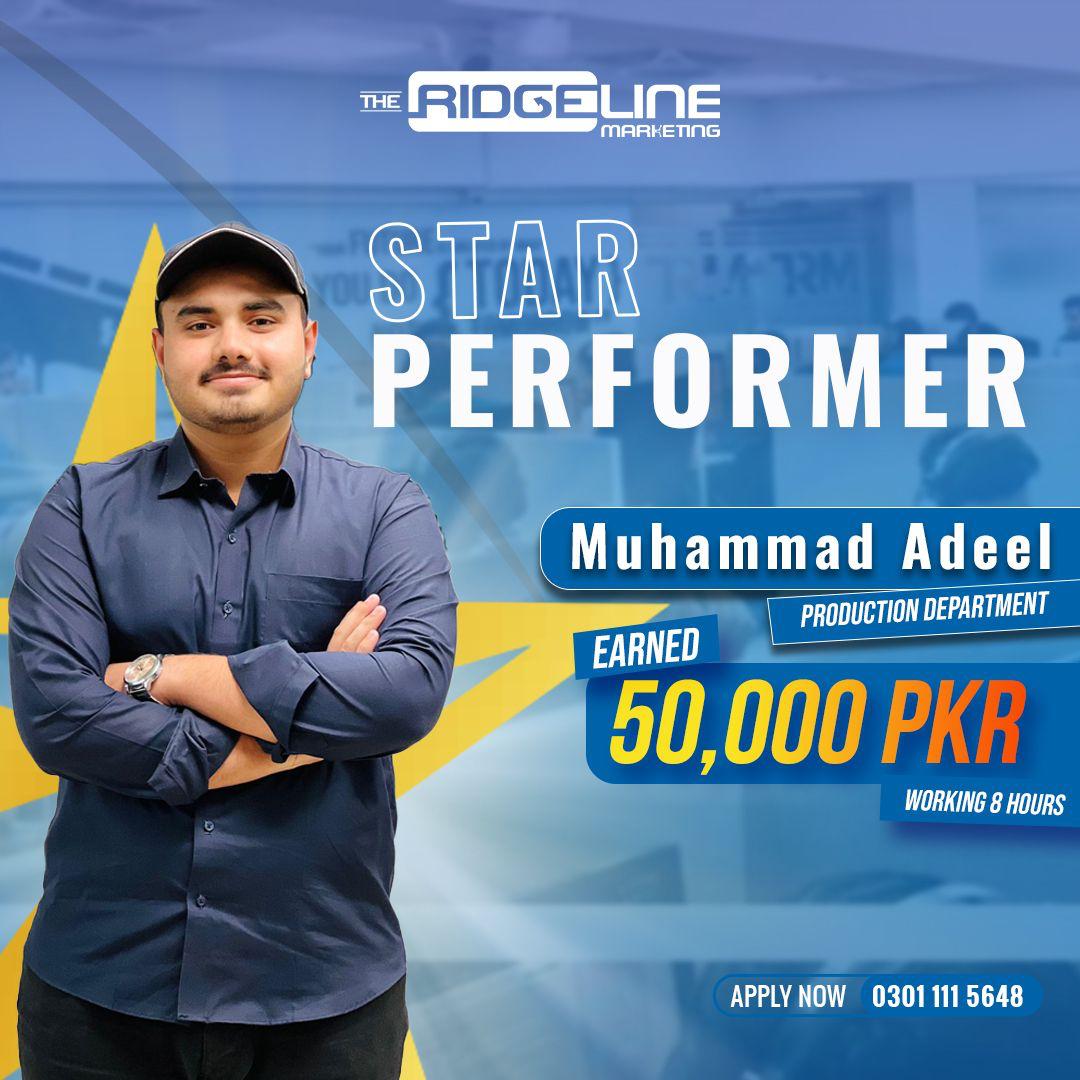 THE RIDGELINE
MARKETING
STAR
PERFORMER
Muhammad Adeel
PRODUCTION DEPARTMENT
EARNED
50,000 PKR
WORKING 8 HOURS
APPLY NOW 0301 111 5648